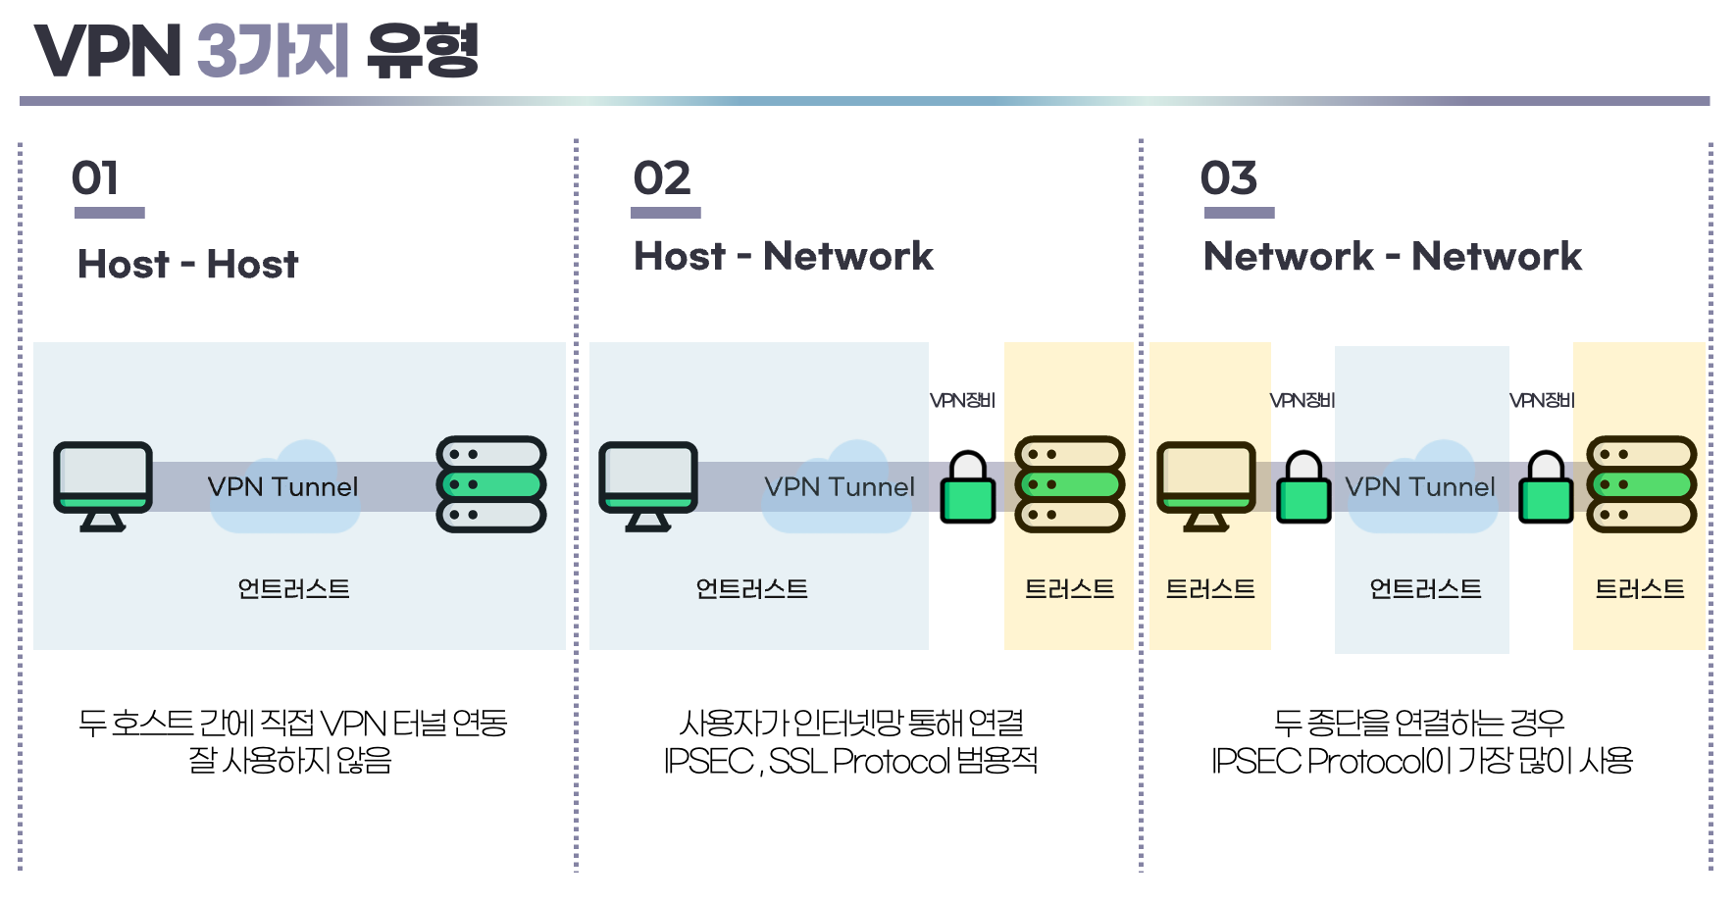 VPN 3가지 유형
01
Host - Host
VPN Tunnel
언트러스트
두 호스트 간에 직접 VPN 터널 연동
잘 사용하지 않음
02
Host - Network
VPN장비
VPN Tunnel
언트러스트
트러스트
사용자가 인터넷망 통해 연결
IPSEC , SSL Protocol 범용적
03
Network - Network
VPN장비
VPN장비
VPN Tunnel
트러스트
언트러스트
트러스트
두 종단을 연결하는 경우
IPSEC Protocol이 가장 많이 사용